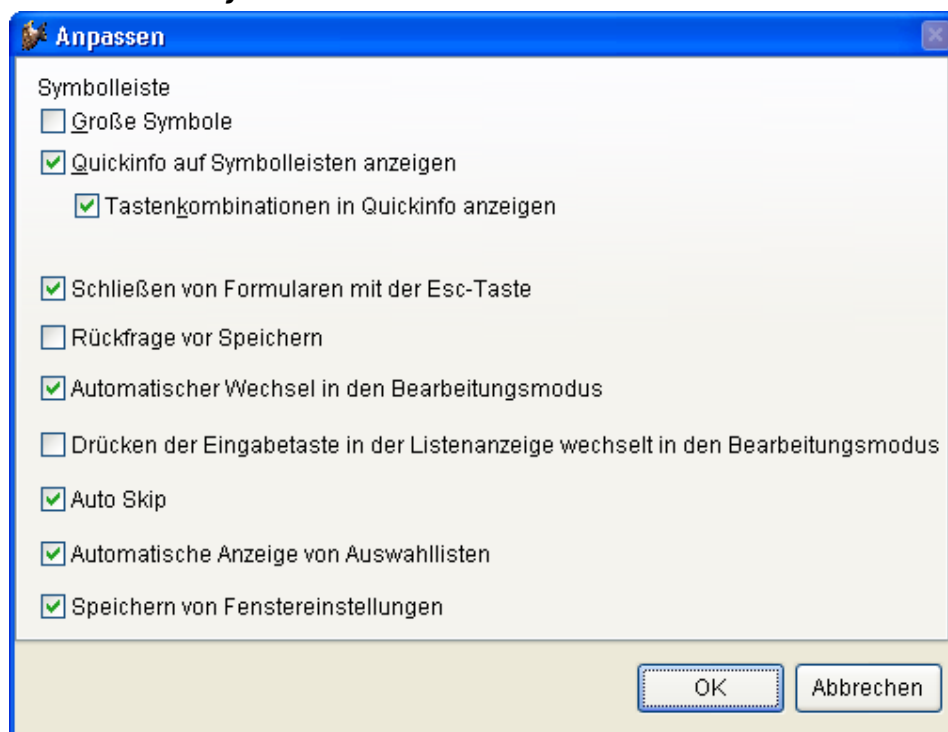 Anpassen
Symbolleiste
Große Symbole
Quickinfo auf Symbolleisten anzeigen
Tastenkombinationen in Quickinfo anzeigen
Schließen von Formularen mit der Esc-Taste
Rückfrage vor Speichern
Automatischer Wechsel in den Bearbeitungsmodus
Drücken der Eingabetaste in der Listenanzeige wechselt in den Bearbeitungsmodus
Auto Skip
Automatische Anzeige von Auswahllisten
Speichern von Fenstereinstellungen
OK Abbrechen